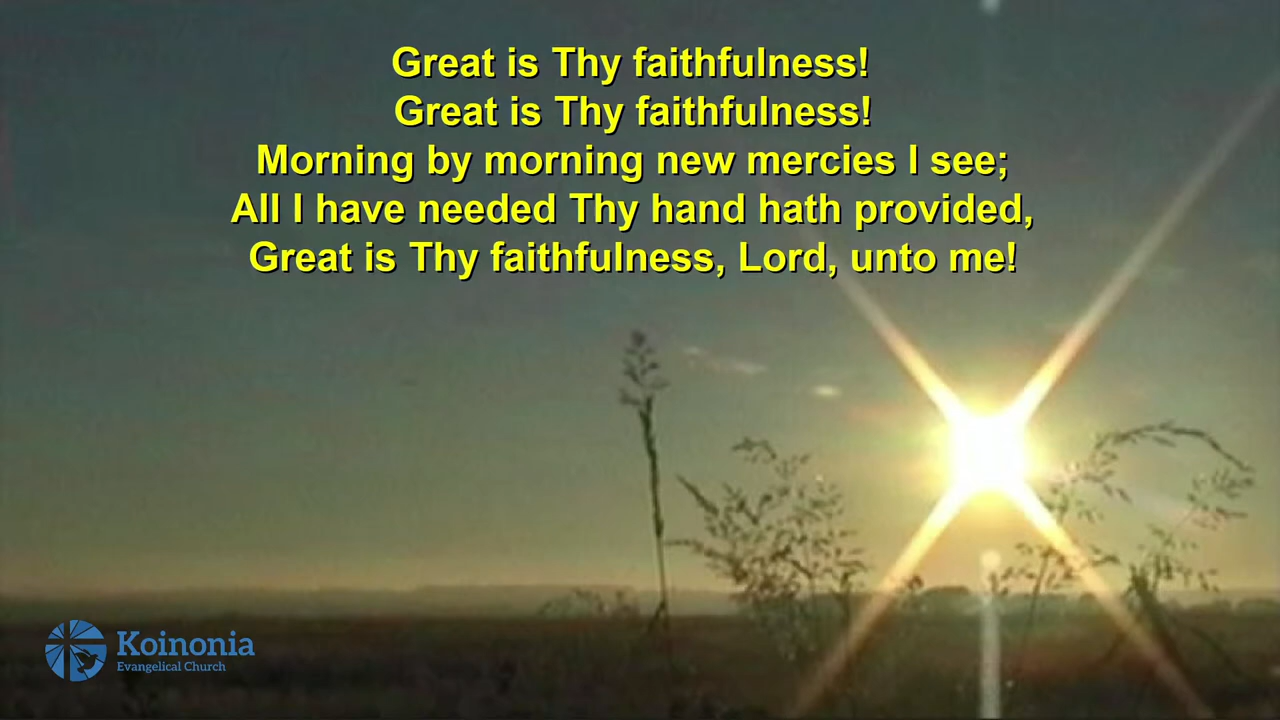 Great is Thy faithfulness!
Great is Thy faithfulness!
Morning by morning new mercies I see;
All I have needed Thy hand hath provided,
Great is Thy faithfulness, Lord, unto me!
Koinonia
Evangelical Church